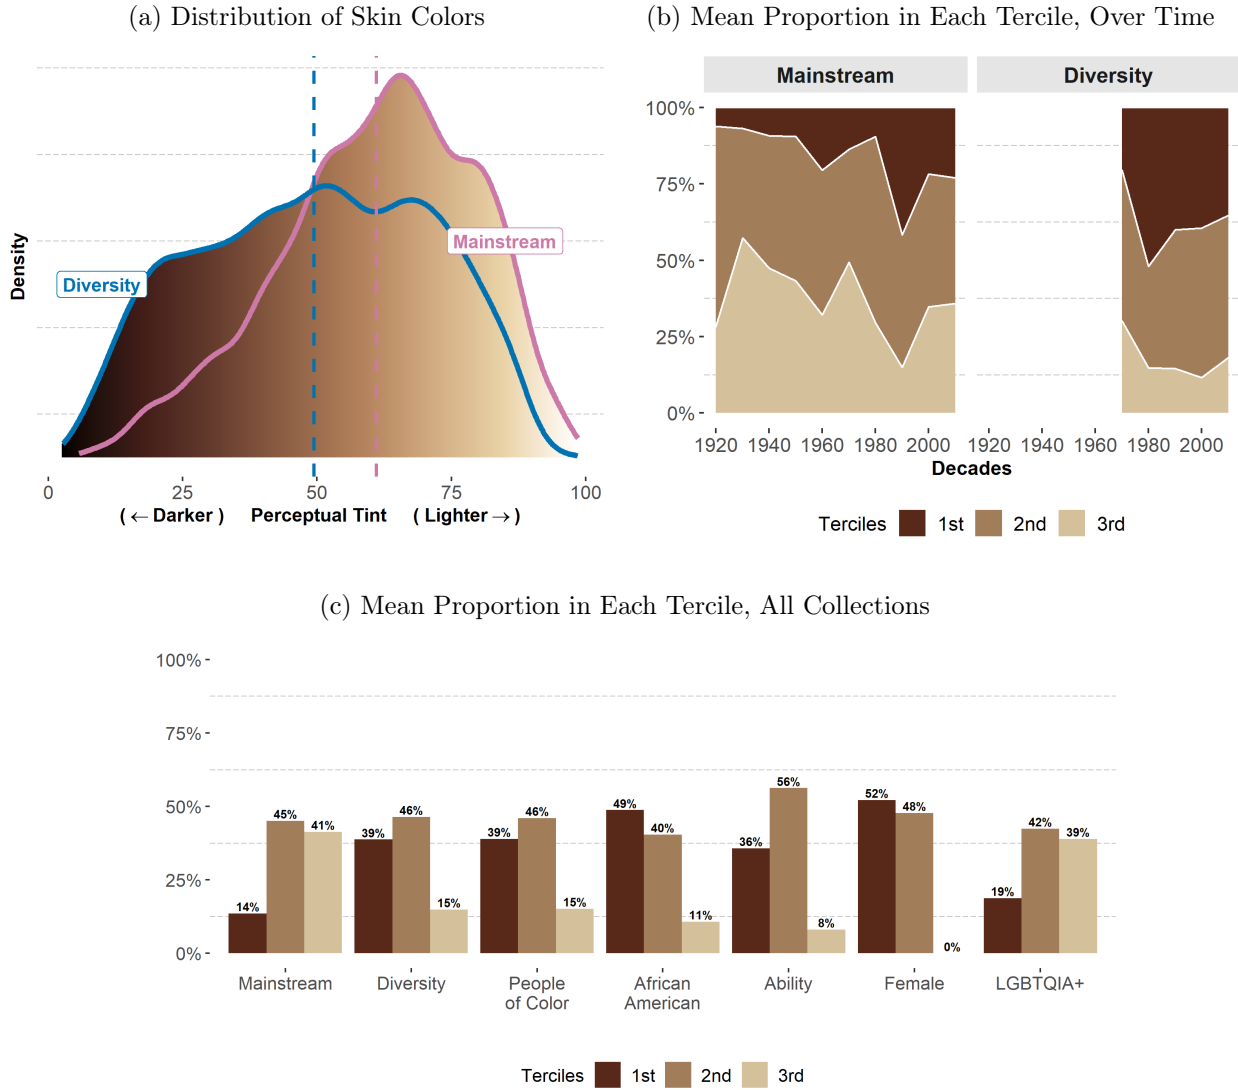 (a) Distribution of Skin Colors
Density
Diversity
Mainstream
0 25 50 75 100
( ← Darker ) Perceptual Tint ( Lighter → )
(b) Mean Proportion in Each Tercile, Over Time
Mainstream Diversity
100%
75%
50%
25%
0%
1920 1940 1960 1980 2000 1920 1940 1960 1980 2000
Decades
Terciles 1st 2nd 3rd
(c) Mean Proportion in Each Tercile, All Collections
100%
75%
50%
25%
0%
14% 45% 41% 39% 46% 15% 39% 46% 15% 49% 40% 11% 36% 56% 8% 52% 48% 0% 19% 42% 39%
Mainstream Diversity People African Ability Female LGBTQIA+
of Color American
Terciles 1st 2nd 3rd